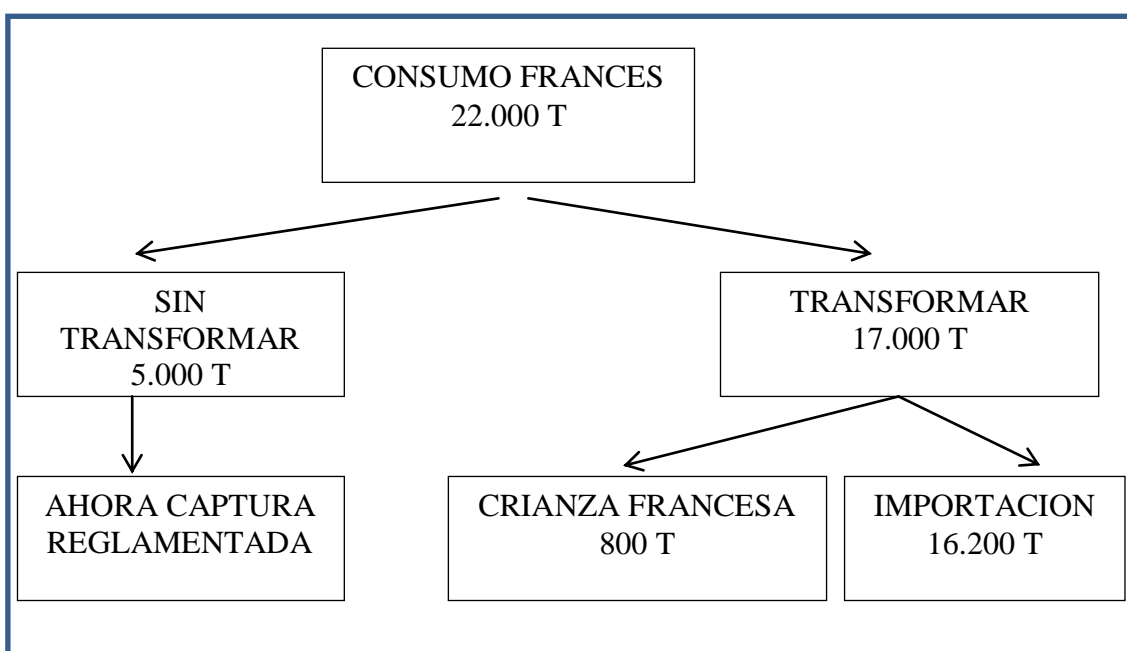 CONSUMO FRANCES
22.000 T
SIN
TRANSFORMAR
5.000 T
TRANSFORMAR
17.000 T
AHORA CAPTURA
REGLAMENTADA
CRIANZA FRANCESA
800 T
IMPORTACION
16.200 T